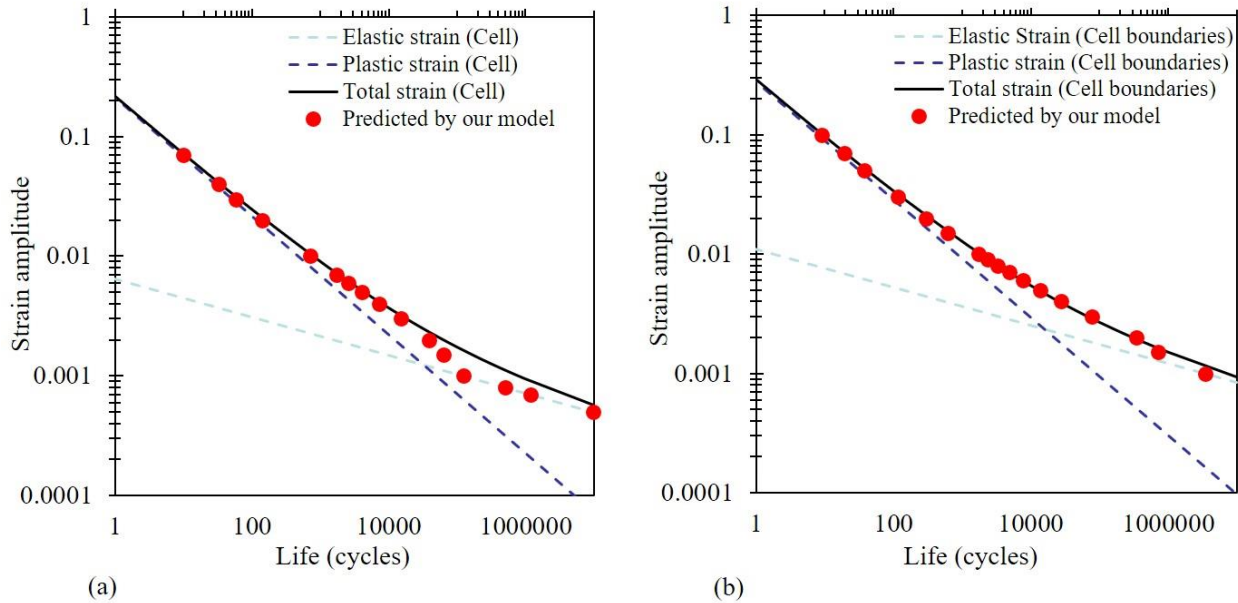 1
0.1
0.01
0.001
0.0001
Strain amplitude
Elastic strain (Cell)
Plastic strain (Cell)
Total strain (Cell)
Predicted by our model
1
100
10000
1000000
Life (cycles)
(a)
1
0.1
0.01
0.001
0.0001
Strain amplitude
Elastic Strain (Cell boundaries)
Plastic strain (Cell boundaries)
Total strain (Cell boundaries)
Predicted by our model
1
100
10000
1000000
Life (cycles)
(b)